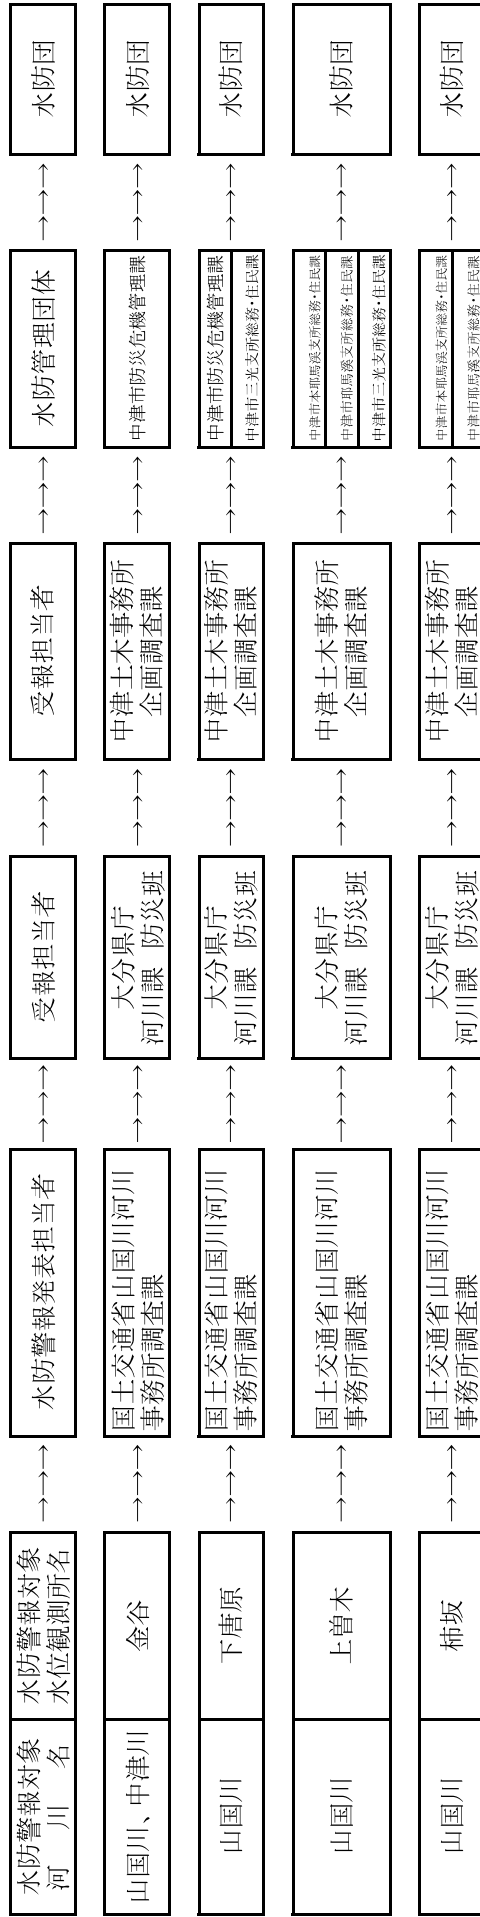 水防警報対象
河川名
水防警報対象
水位観測所名
→→→
水防警報発表担当者
→→→
受報担当者
→→→
受報担当者
→→→
水防管理団体
→→→
水防団
山国川、中津川
金谷
→→→
国土交通省山国川河川
事務所調査課
→→→
大分県庁
河川課 防災班
→→→
中津土木事務所
企画調査課
→→→
中津市防災危機管理課
→→→
水防団
山国川
下唐原
→→→
国土交通省山国川河川
事務所調査課
→→→
大分県庁
河川課 防災班
→→→
中津土木事務所
企画調査課
→→→
中津市防災危機管理課
中津市三光支所総務・住民課
→→→
水防団
山国川
上曽木
→→→
国土交通省山国川河川
事務所調査課
→→→
大分県庁
河川課 防災班
→→→
中津土木事務所
企画調査課
→→→
中津市本耶馬渓支所総務・住民課
中津市耶馬溪支所総務・住民課
中津市三光支所総務・住民課
→→→
水防団
山国川
柿坂
→→→
国土交通省山国川河川
事務所調査課
→→→
大分県庁
河川課 防災班
→→→
中津土木事務所
企画調査課
→→→
中津市本耶馬渓支所総務・住民課
中津市耶馬溪支所総務・住民課
→→→
水防団